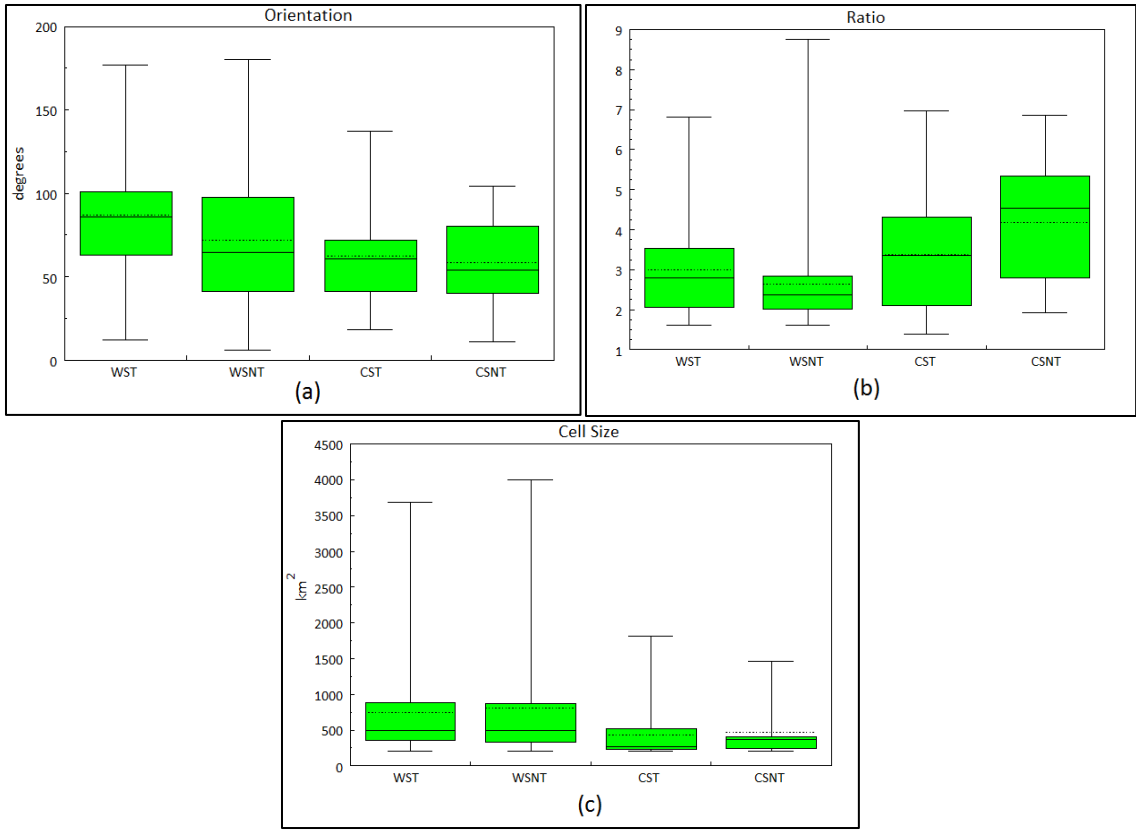 Orientation
200
150
100
50
0
degrees
WST WSNT CST CSNT
(a)
Ratio
9
8
7
6
5
4
3
2
1
WST WSNT CST CSNT
(b)
Cell Size
4500
4000
3500
3000
2500
2000
1500
1000
500
0
km²
WST WSNT CST CSNT
(c)